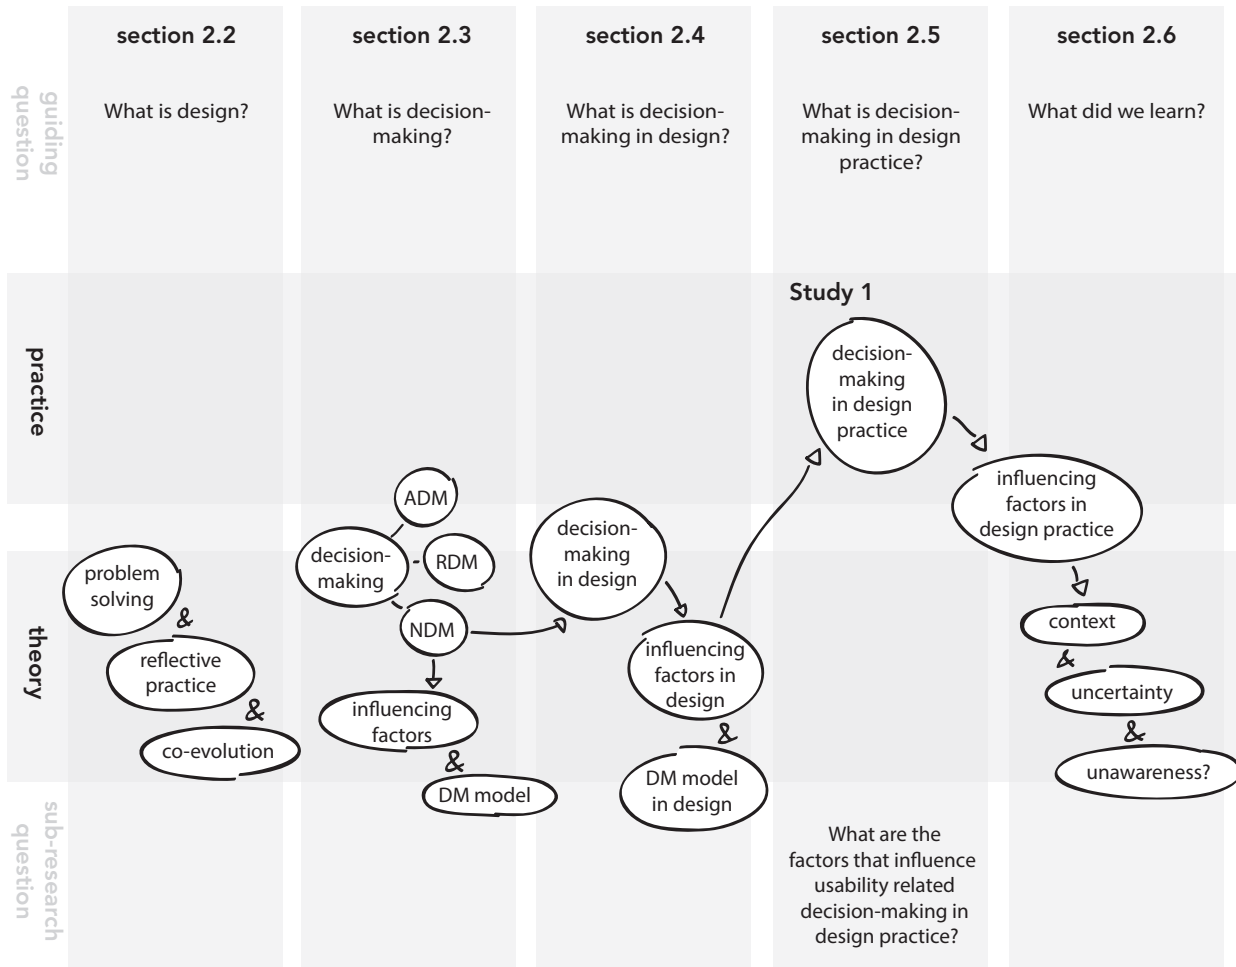 section 2.2
section 2.3
section 2.4
section 2.5
section 2.6
guiding
question
What is design?
What is decision-
making?
What is decision-
making in design?
What is decision-
making in design
practice?
What did we learn?
practice
Study 1
decision-
making
in design
practice
influencing
factors in
design practice
theory
problem
solving
&
reflective
practice
&
co-evolution
decision-
making
ADM
RDM
NDM
influencing
factors
&
DM model
decision-
making
in design
influencing
factors in
design
&
DM model
in design
context
&
uncertainty
&
unawareness?
sub-research
question
What are the
factors that influence
usability related
decision-making in
design practice?